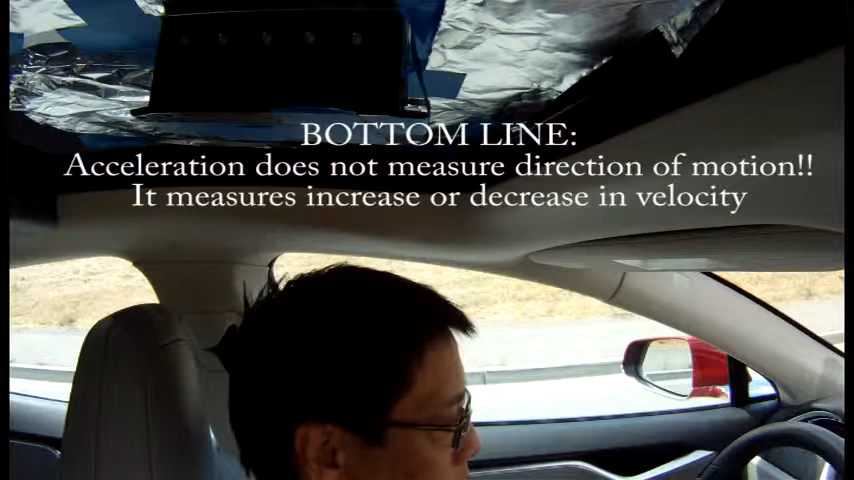 BOTTOM LINE:
Acceleration does not measure direction of motion!!
It measures increase or decrease in velocity